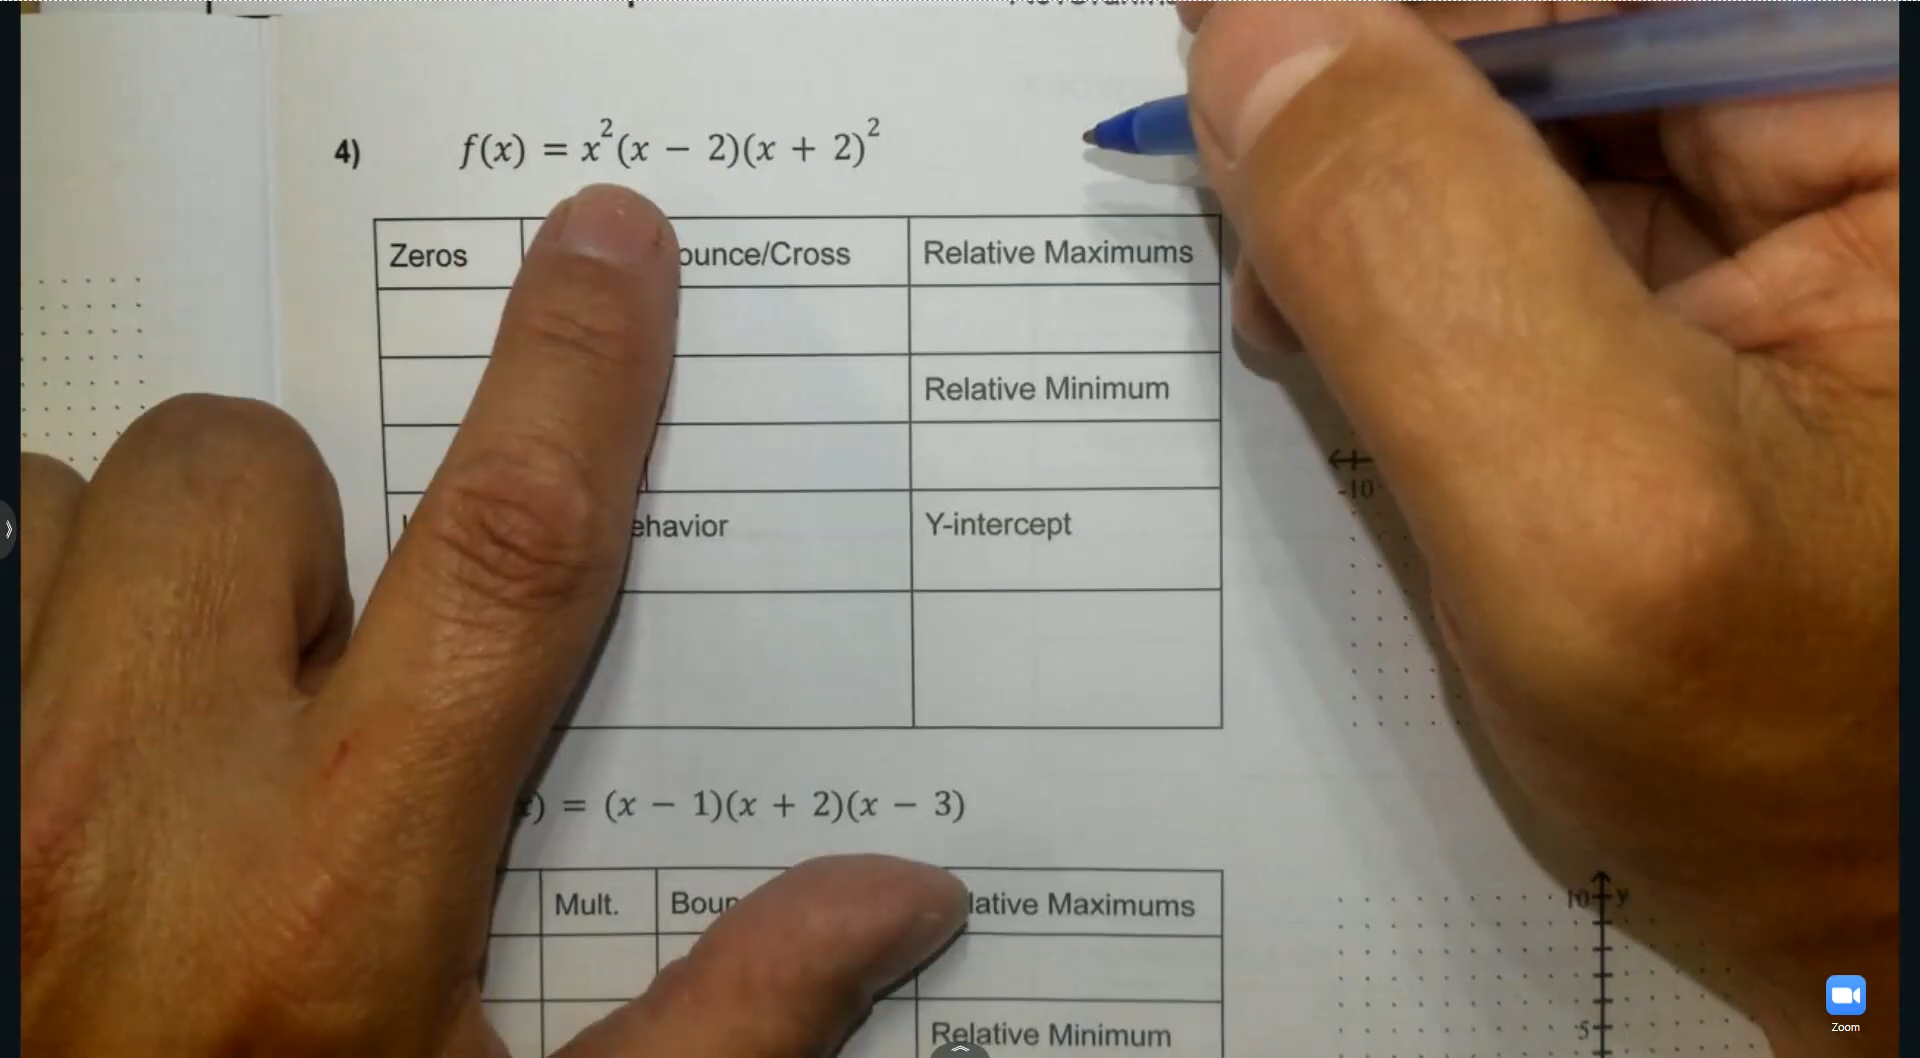 4) f(x) = x²(x − 2)(x + 2)²
Zeros ounce/Cross Relative Maximums
Relative Minimum
ehavior Y-intercept
-10
x) = (x − 1)(x + 2)(x − 3)
Mult. Boun lative Maximums
10 y
Relative Minimum
5
Zoom